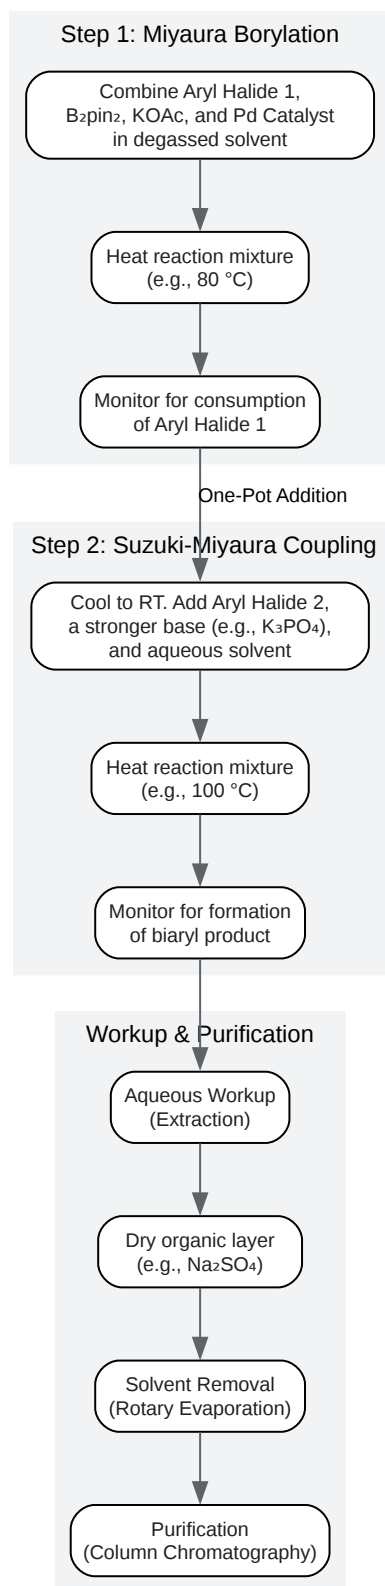 Step 1: Miyaura Borylation
Combine Aryl Halide 1,
B₂pin₂, KOAc, and Pd Catalyst
in degassed solvent
Heat reaction mixture
(e.g., 80 °C)
Monitor for consumption
of Aryl Halide 1
One-Pot Addition
Step 2: Suzuki-Miyaura Coupling
Cool to RT. Add Aryl Halide 2,
a stronger base (e.g., K₃PO₄),
and aqueous solvent
Heat reaction mixture
(e.g., 100 °C)
Monitor for formation
of biaryl product
Workup & Purification
Aqueous Workup
(Extraction)
Dry organic layer
(e.g., Na₂SO₄)
Solvent Removal
(Rotary Evaporation)
Purification
(Column Chromatography)